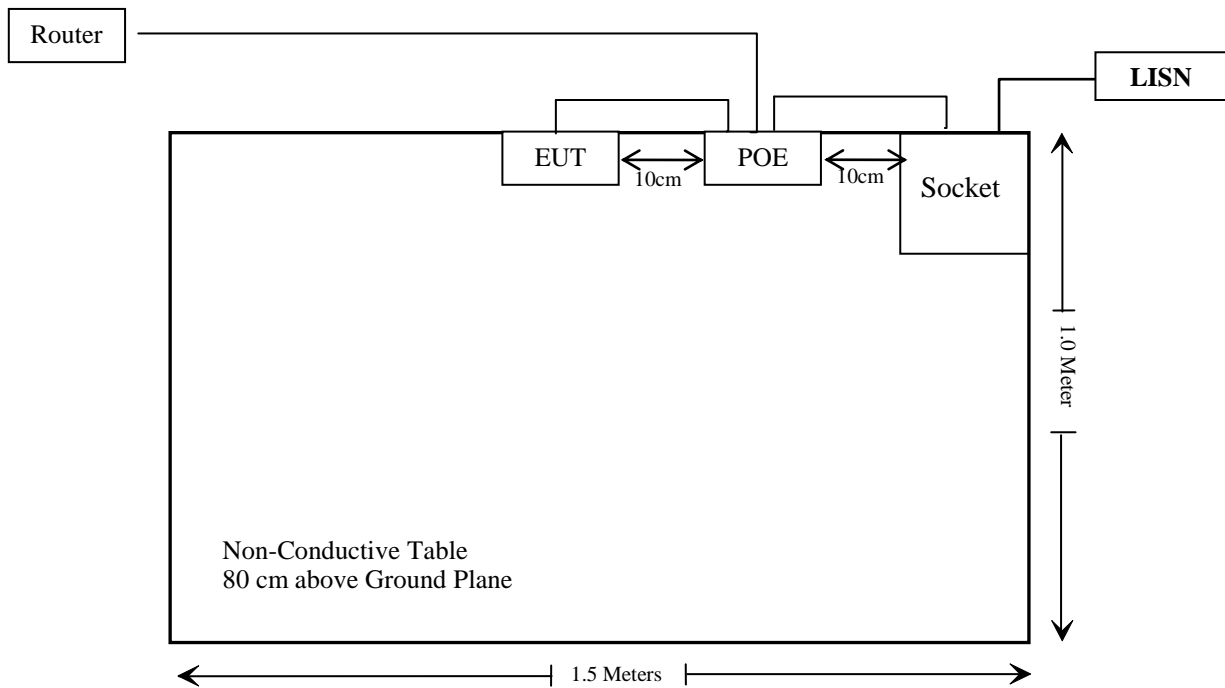 Router
LISN
EUT
POE
10cm
10cm
Socket
1.0 Meter
Non-Conductive Table
80 cm above Ground Plane
1.5 Meters